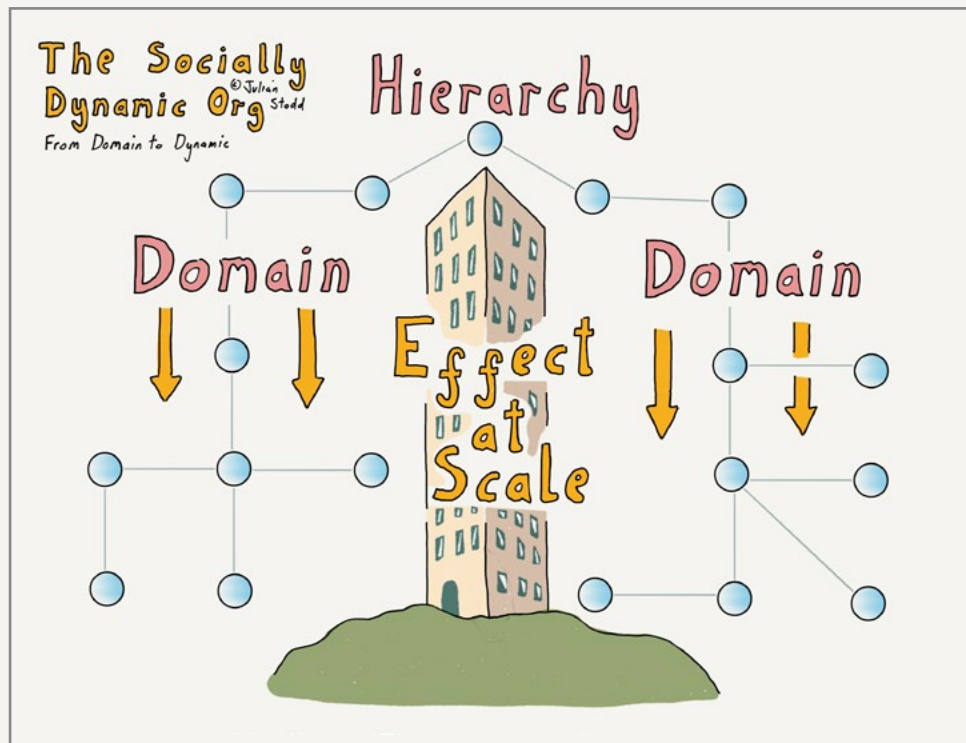 The Socially
Dynamic Org
© Julian
Stodd
From Domain to Dynamic
Hierarchy
Domain
Domain
Effect
at
Scale